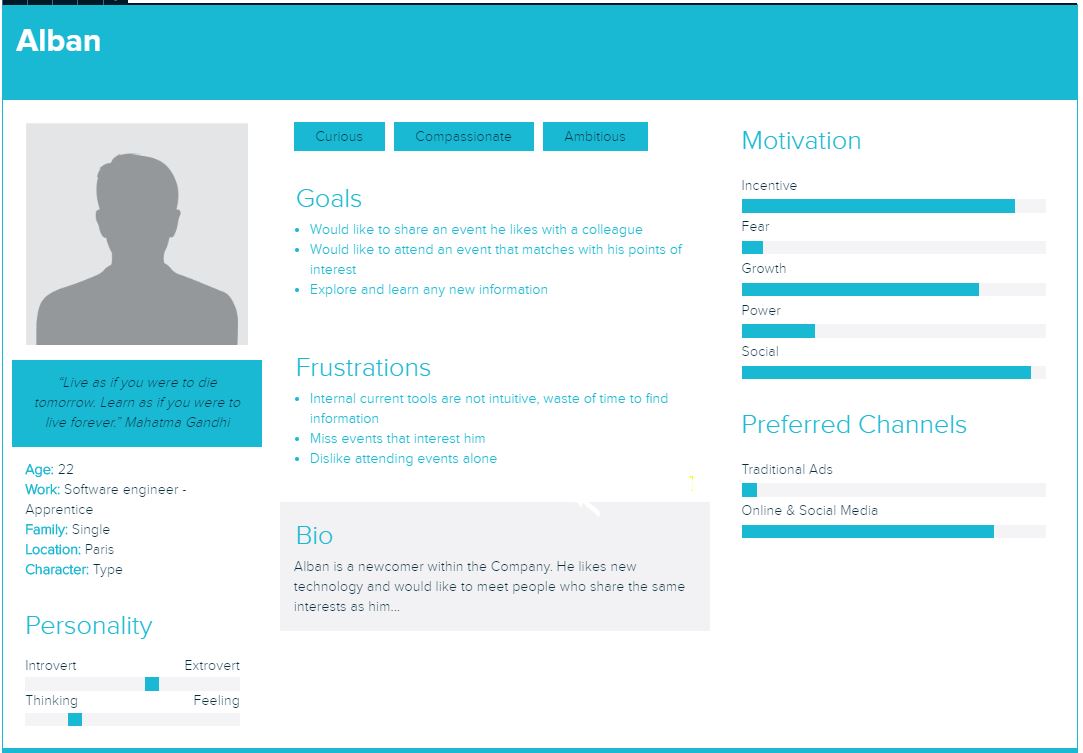 Alban
Curious
Compassionate
Ambitious
Goals
Would like to share an event he likes with a colleague
Would like to attend an event that matches with his points of
interest
Explore and learn any new information
Frustrations
Internal current tools are not intuitive, waste of time to find
information
Miss events that interest him
Dislike attending events alone
Bio
Alban is a newcomer within the Company. He likes new
technology and would like to meet people who share the same
interests as him...
"Live as if you were to die
tomorrow. Learn as if you were to
live forever." Mahatma Gandhi
Age: 22
Work: Software engineer -
Apprentice
Family: Single
Location: Paris
Character: Type
Personality
Introvert Extrovert
Thinking Feeling
Motivation
Incentive
Fear
Growth
Power
Social
Preferred Channels
Traditional Ads
Online & Social Media